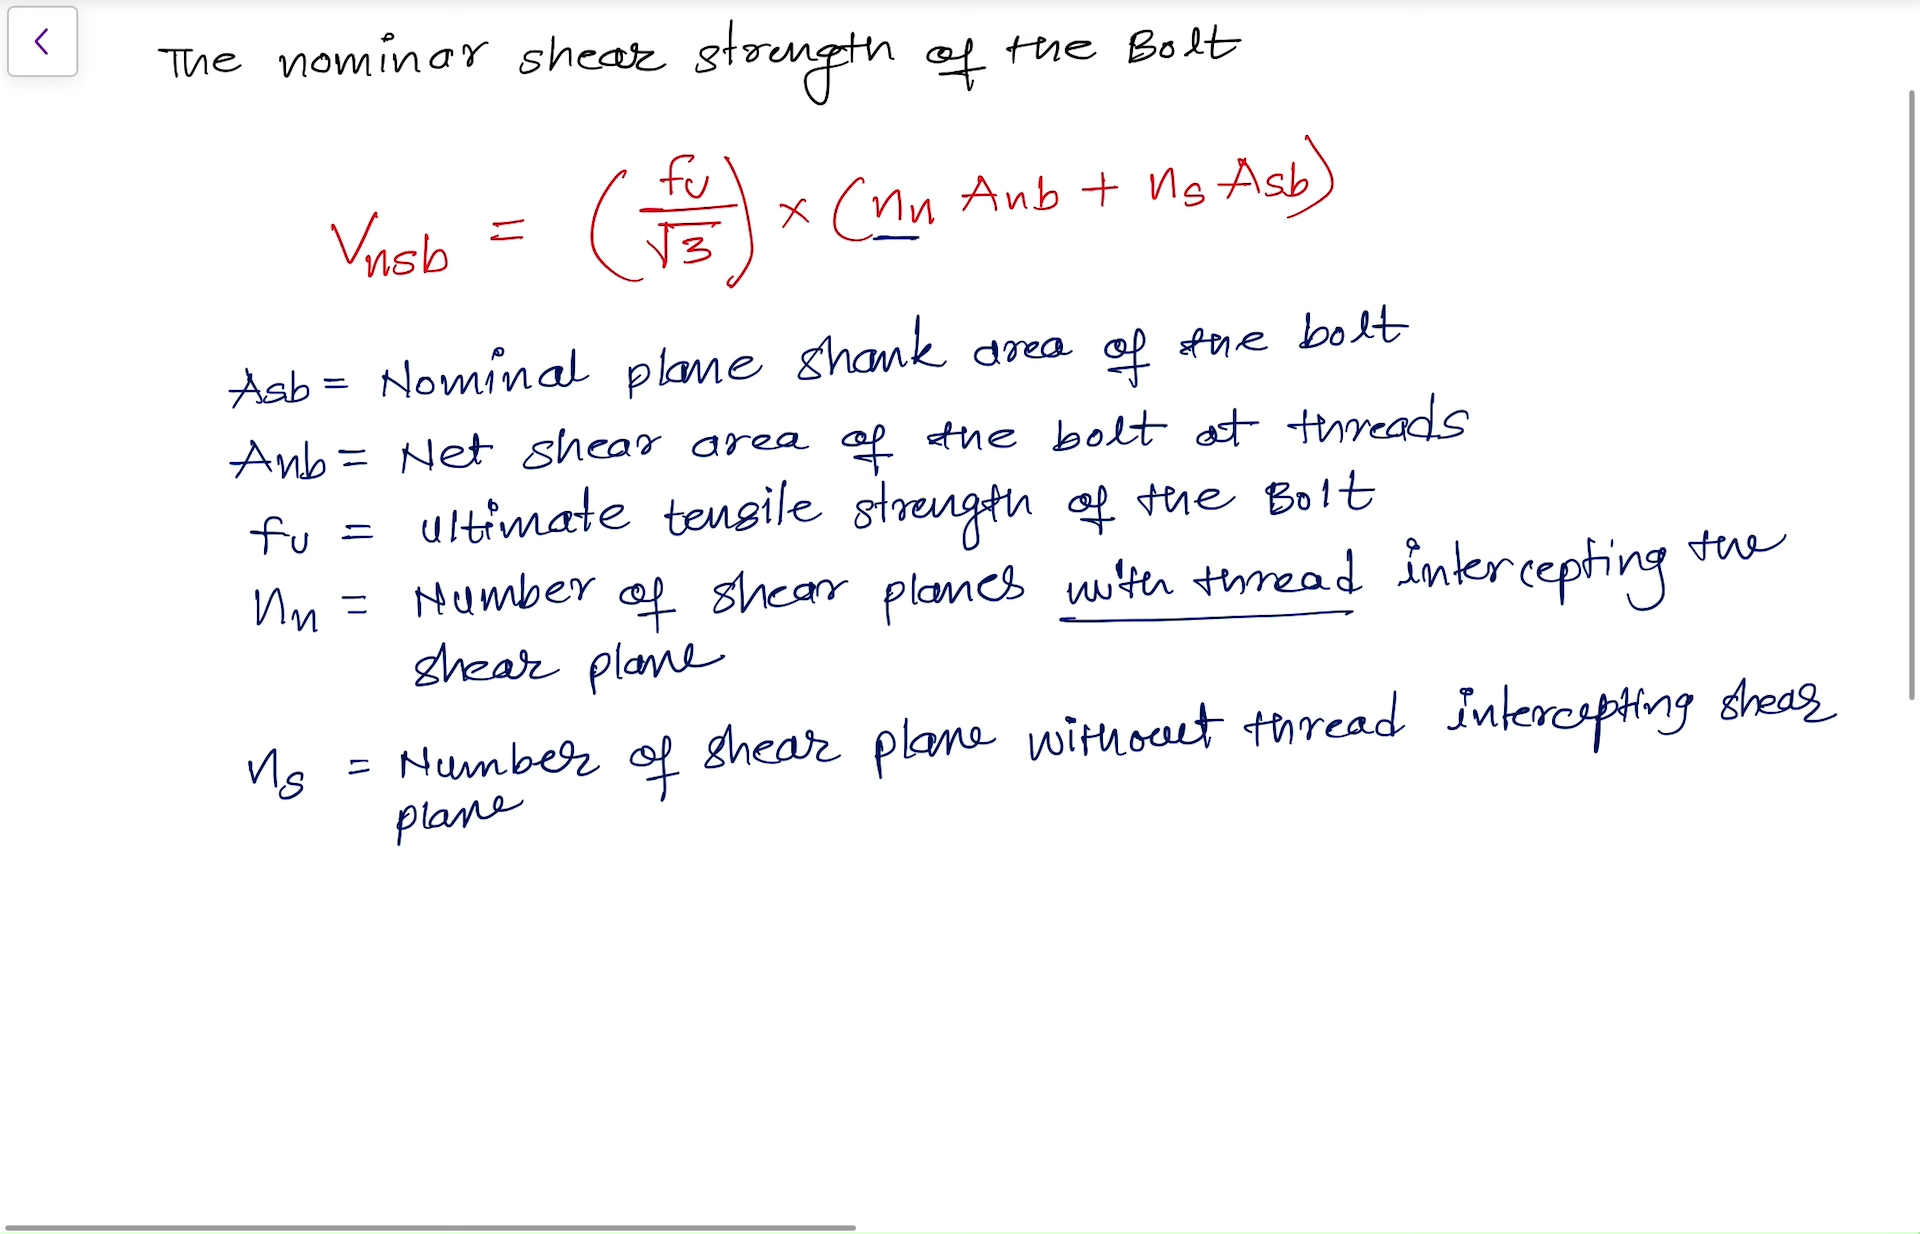 The nominar shear strength of the Bolt
Vnsb = (fu/√3) × (nn Anb + ns Asb)
Asb = Nominal plane shank area of the bolt
Anb = Net shear area of the bolt at threads
fu = ultimate tensile strength of the Bolt
nn = Number of shear planes with thread intercepting the
shear plane
ns = Number of shear plane without thread intercepting shear
plane